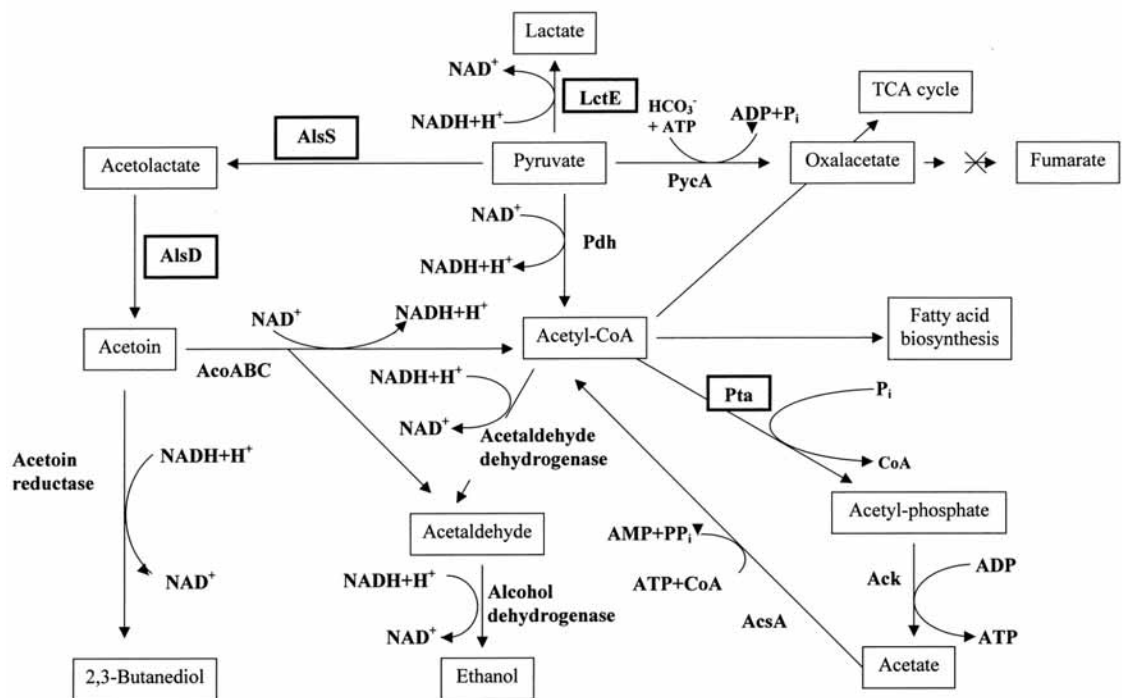 Lactate
NAD+
LctE
NADH+H+
HCO3-
+ ATP
ADP+Pi
TCA cycle
AlsS
Acetolactate
Pyruvate
PycA
Oxalacetate
Fumarate
NAD+
Pdh
NADH+H+
AlsD
NAD+
NADH+H+
Acetoin
AcoABC
Acetyl-CoA
Fatty acid
biosynthesis
NADH+H+
NAD+
Acetaldehyde
dehydrogenase
Pta
Pi
CoA
Acetoin
reductase
NADH+H+
NAD+
Acetaldehyde
Acetyl-phosphate
NADH+H+
NAD+
Alcohol
dehydrogenase
AMP+PPi
ATP+CoA
AcsA
Ack
ADP
ATP
2,3-Butanediol
Ethanol
Acetate